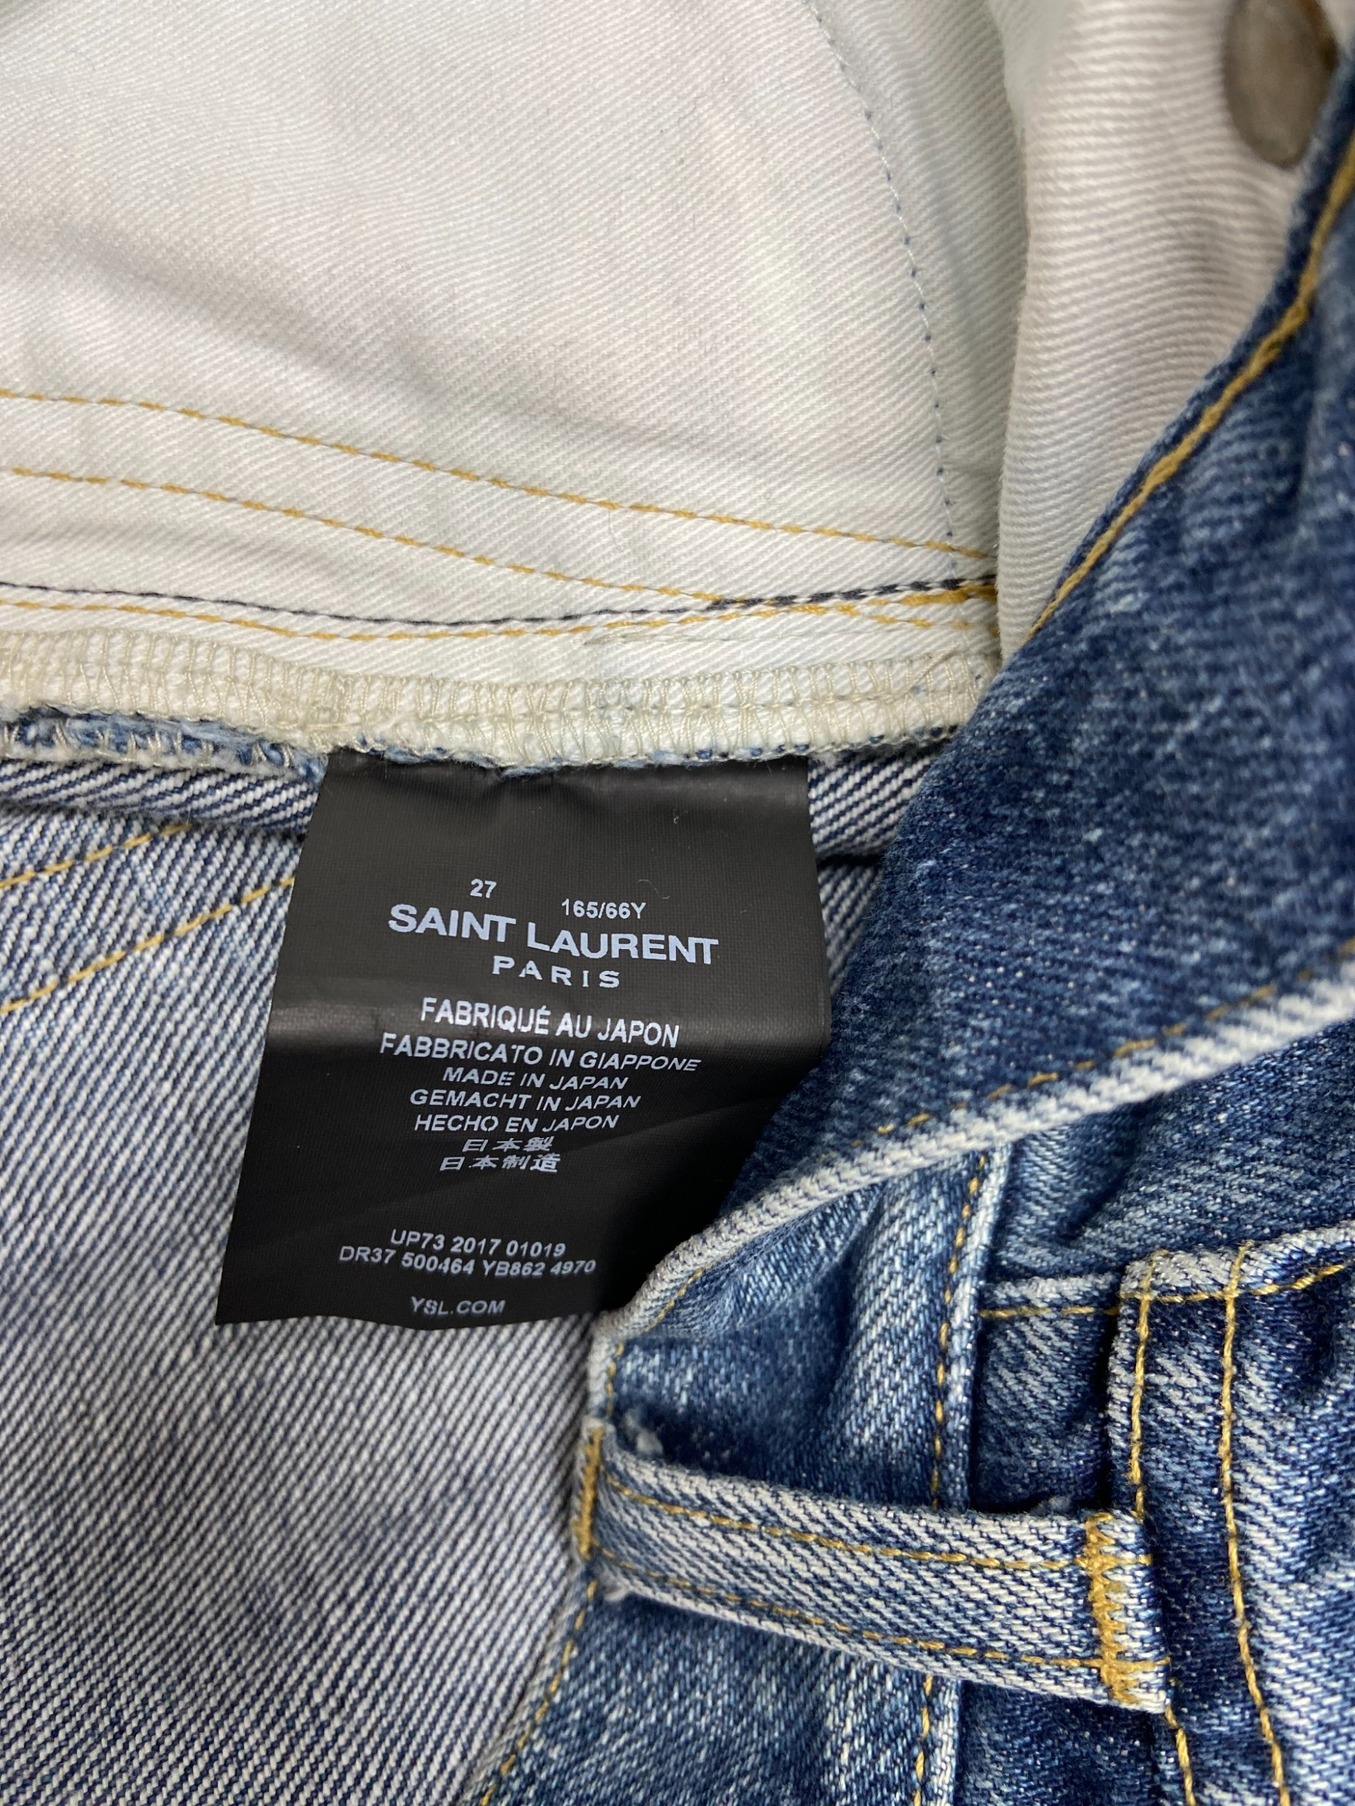 27 165/66Y
SAINT LAURENT
PARIS
FABRIQUÉ AU JAPON
FABBRICATO IN GIAPPONE
MADE IN JAPAN
GEMACHT IN JAPAN
HECHO EN JAPON
日本製
日本制造
UP73 2017 01019
DR37 500464 YB862 4970
YSL.COM